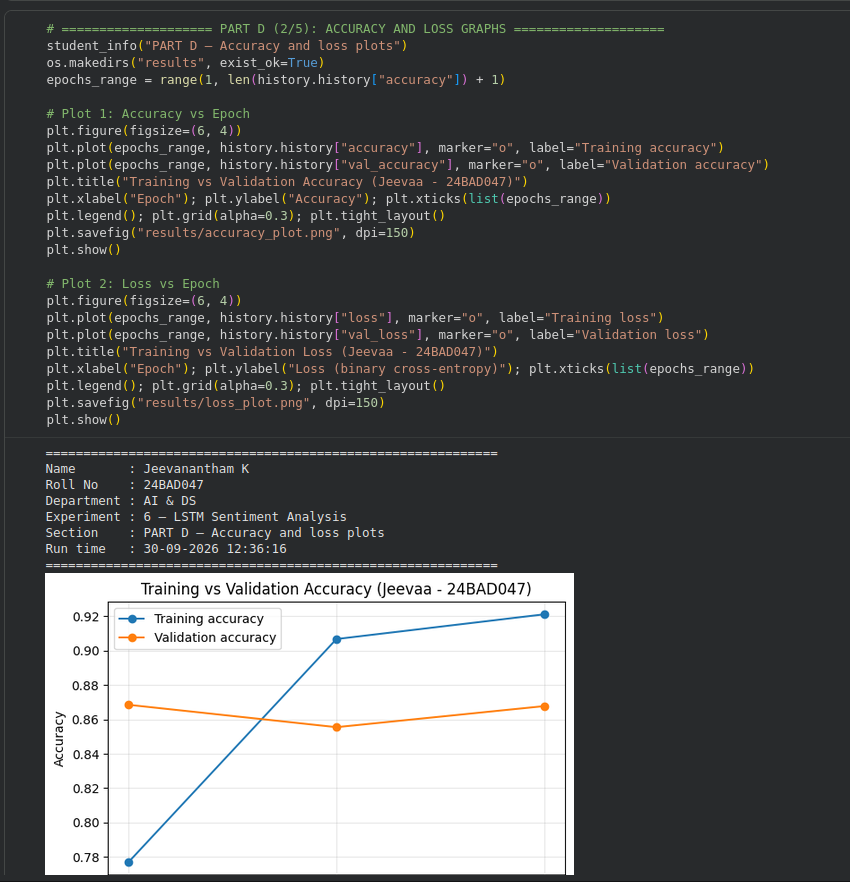 # ==================== PART D (2/5): ACCURACY AND LOSS GRAPHS ====================
student_info("PART D — Accuracy and loss plots")
os.makedirs("results", exist_ok=True)
epochs_range = range(1, len(history.history["accuracy"]) + 1)
# Plot 1: Accuracy vs Epoch
plt.figure(figsize=(6, 4))
plt.plot(epochs_range, history.history["accuracy"], marker="o", label="Training accuracy")
plt.plot(epochs_range, history.history["val_accuracy"], marker="o", label="Validation accuracy")
plt.title("Training vs Validation Accuracy (Jeevaa - 24BAD047)")
plt.xlabel("Epoch"); plt.ylabel("Accuracy"); plt.xticks(list(epochs_range))
plt.legend(); plt.grid(alpha=0.3); plt.tight_layout()
plt.savefig("results/accuracy_plot.png", dpi=150)
plt.show()
# Plot 2: Loss vs Epoch
plt.figure(figsize=(6, 4))
plt.plot(epochs_range, history.history["loss"], marker="o", label="Training loss")
plt.plot(epochs_range, history.history["val_loss"], marker="o", label="Validation loss")
plt.title("Training vs Validation Loss (Jeevaa - 24BAD047)")
plt.xlabel("Epoch"); plt.ylabel("Loss (binary cross-entropy)"); plt.xticks(list(epochs_range))
plt.legend(); plt.grid(alpha=0.3); plt.tight_layout()
plt.savefig("results/loss_plot.png", dpi=150)
plt.show()
============================================================
Name       : Jeevanantham K
Roll No    : 24BAD047
Department : AI & DS
Experiment : 6 — LSTM Sentiment Analysis
Section    : PART D — Accuracy and loss plots
Run time   : 30-09-2026 12:36:16
============================================================
Training vs Validation Accuracy (Jeevaa - 24BAD047)
Training accuracy
Validation accuracy
Accuracy
0.92
0.90
0.88
0.86
0.84
0.82
0.80
0.78